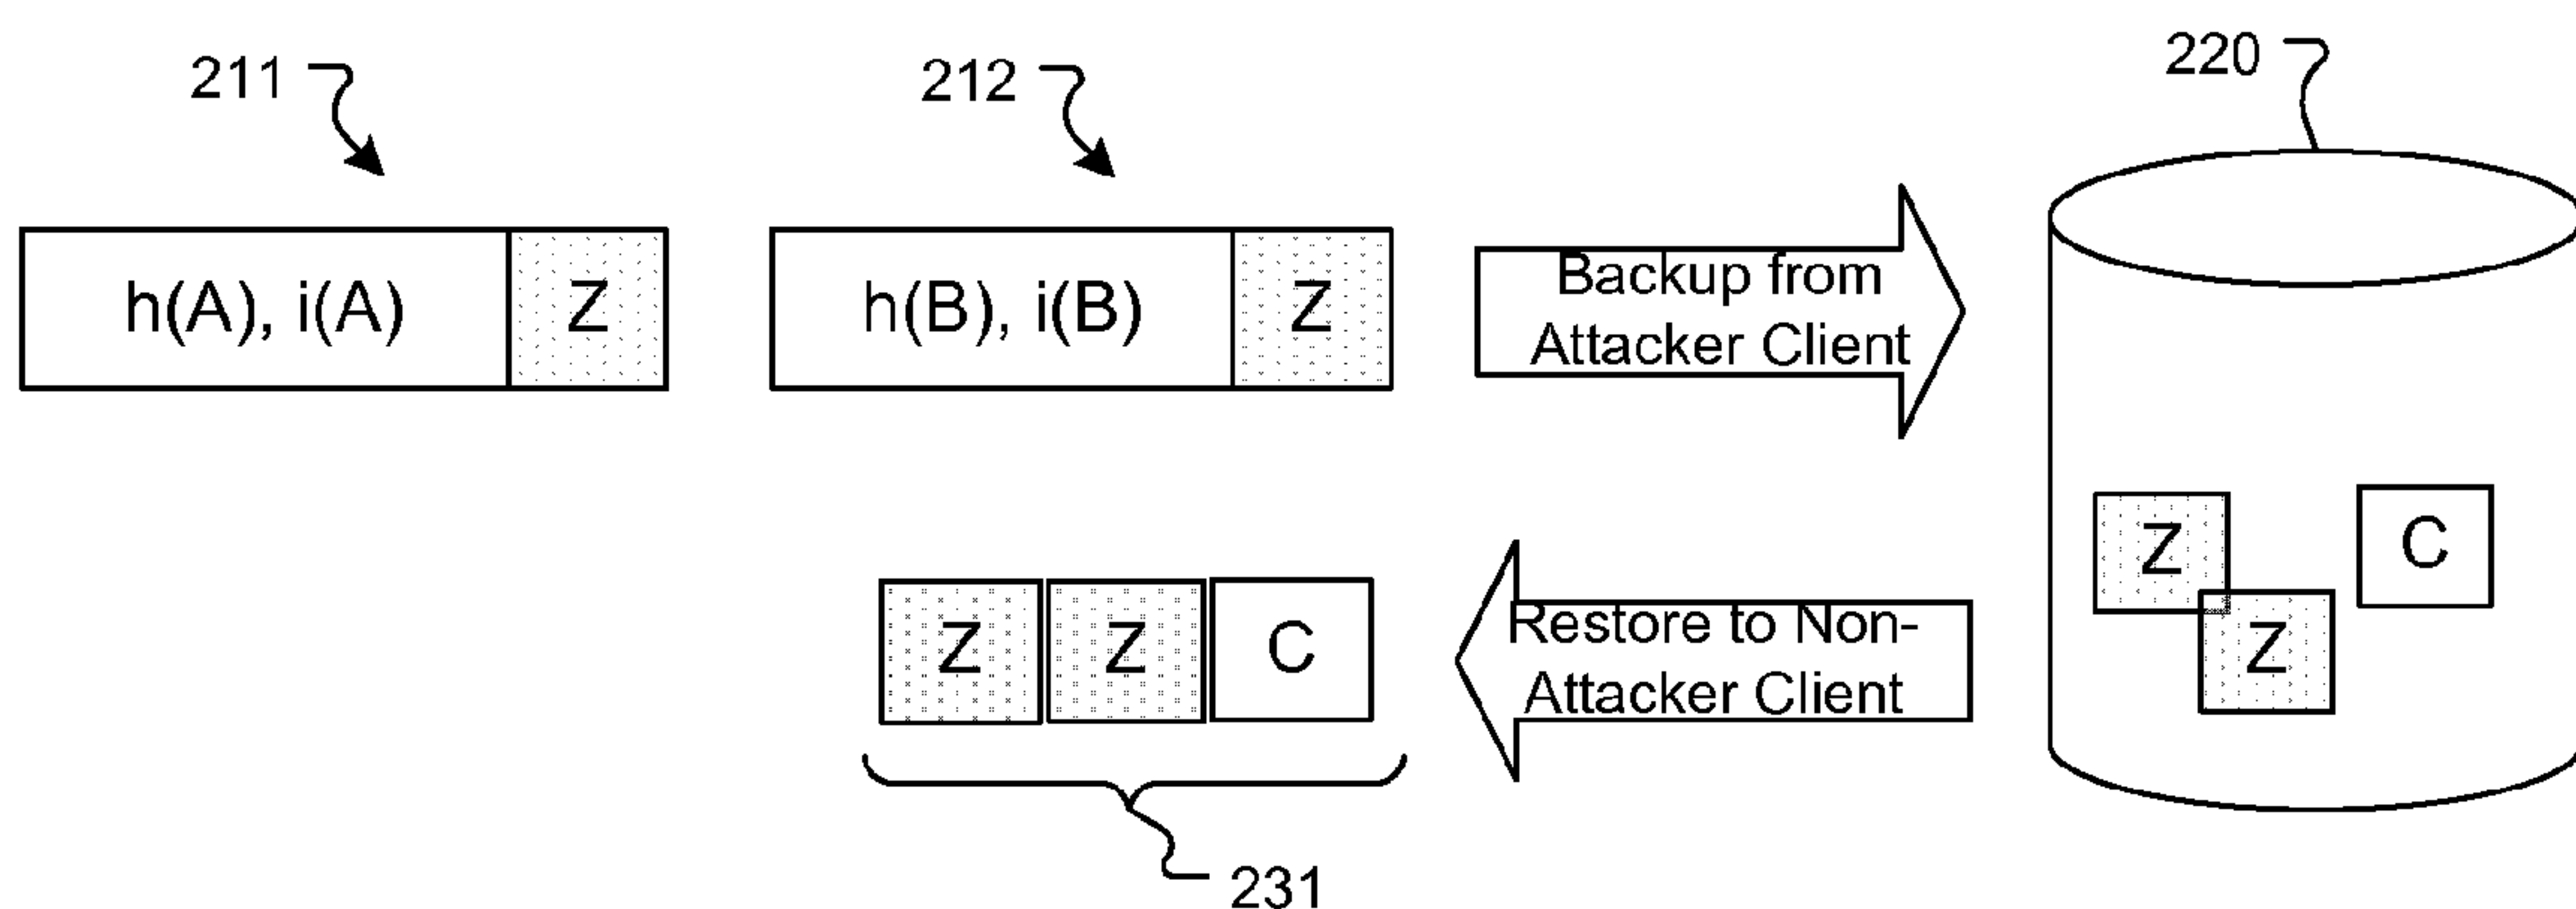 211
212
220
h(A), i(A)
Z
h(B), i(B)
Z
Backup from
Attacker Client
Z
C
Z
Z
Z
C
Restore to Non-
Attacker Client
231